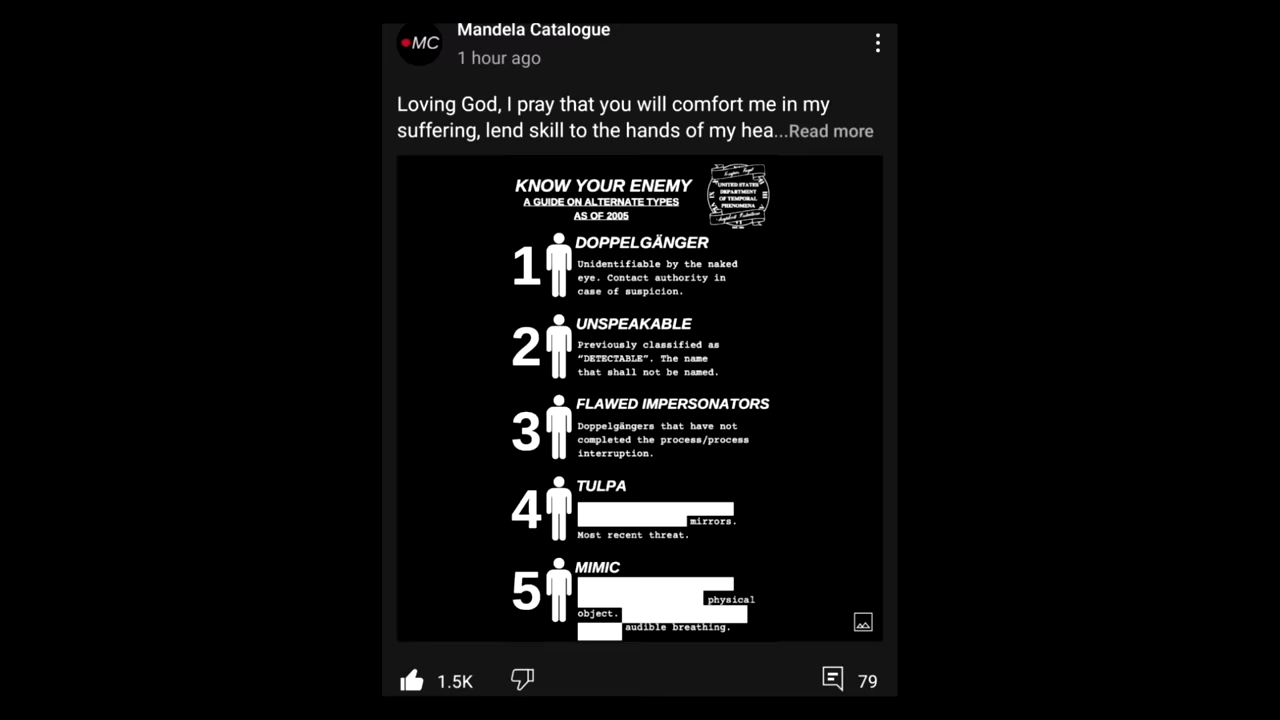 Mandela Catalogue
•MC
1 hour ago
Loving God, I pray that you will comfort me in my
suffering, lend skill to the hands of my hea...Read more
KNOW YOUR ENEMY
A GUIDE ON ALTERNATE TYPES
AS OF 2005
UNITED STATES
DEPARTMENT
OF TEMPORAL
PHENOMENA
1
DOPPELGÄNGER
Unidentifiable by the naked
eye. Contact authority in
case of suspicion.
2
UNSPEAKABLE
Previously classified as
“DETECTABLE”. The name
that shall not be named.
3
FLAWED IMPERSONATORS
Doppelgängers that have not
completed the process/process
interruption.
4
TULPA
mirrors.
Most recent threat.
5
MIMIC
physical
object.
audible breathing.
1.5K
79